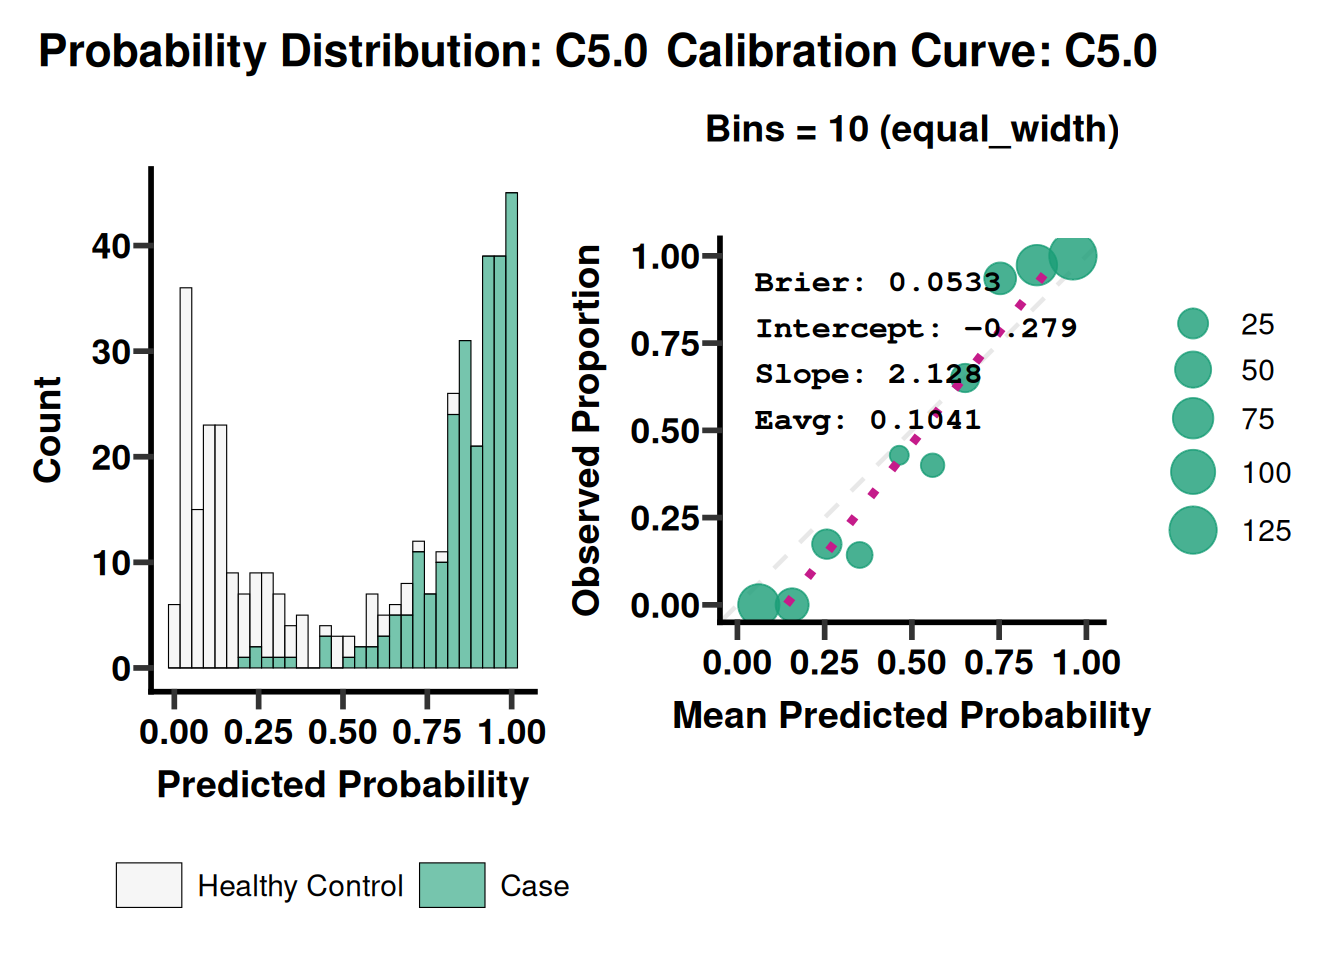 Probability Distribution: C5.0
Count
40
30
20
10
0
0.00 0.25 0.50 0.75 1.00
Predicted Probability
Healthy Control
Case
Calibration Curve: C5.0
Bins = 10 (equal_width)
Observed Proportion
1.00
0.75
0.50
0.25
0.00
Brier: 0.0533
Intercept: -0.279
Slope: 2.128
Eavg: 0.1041
0.00 0.25 0.50 0.75 1.00
Mean Predicted Probability
25
50
75
100
125